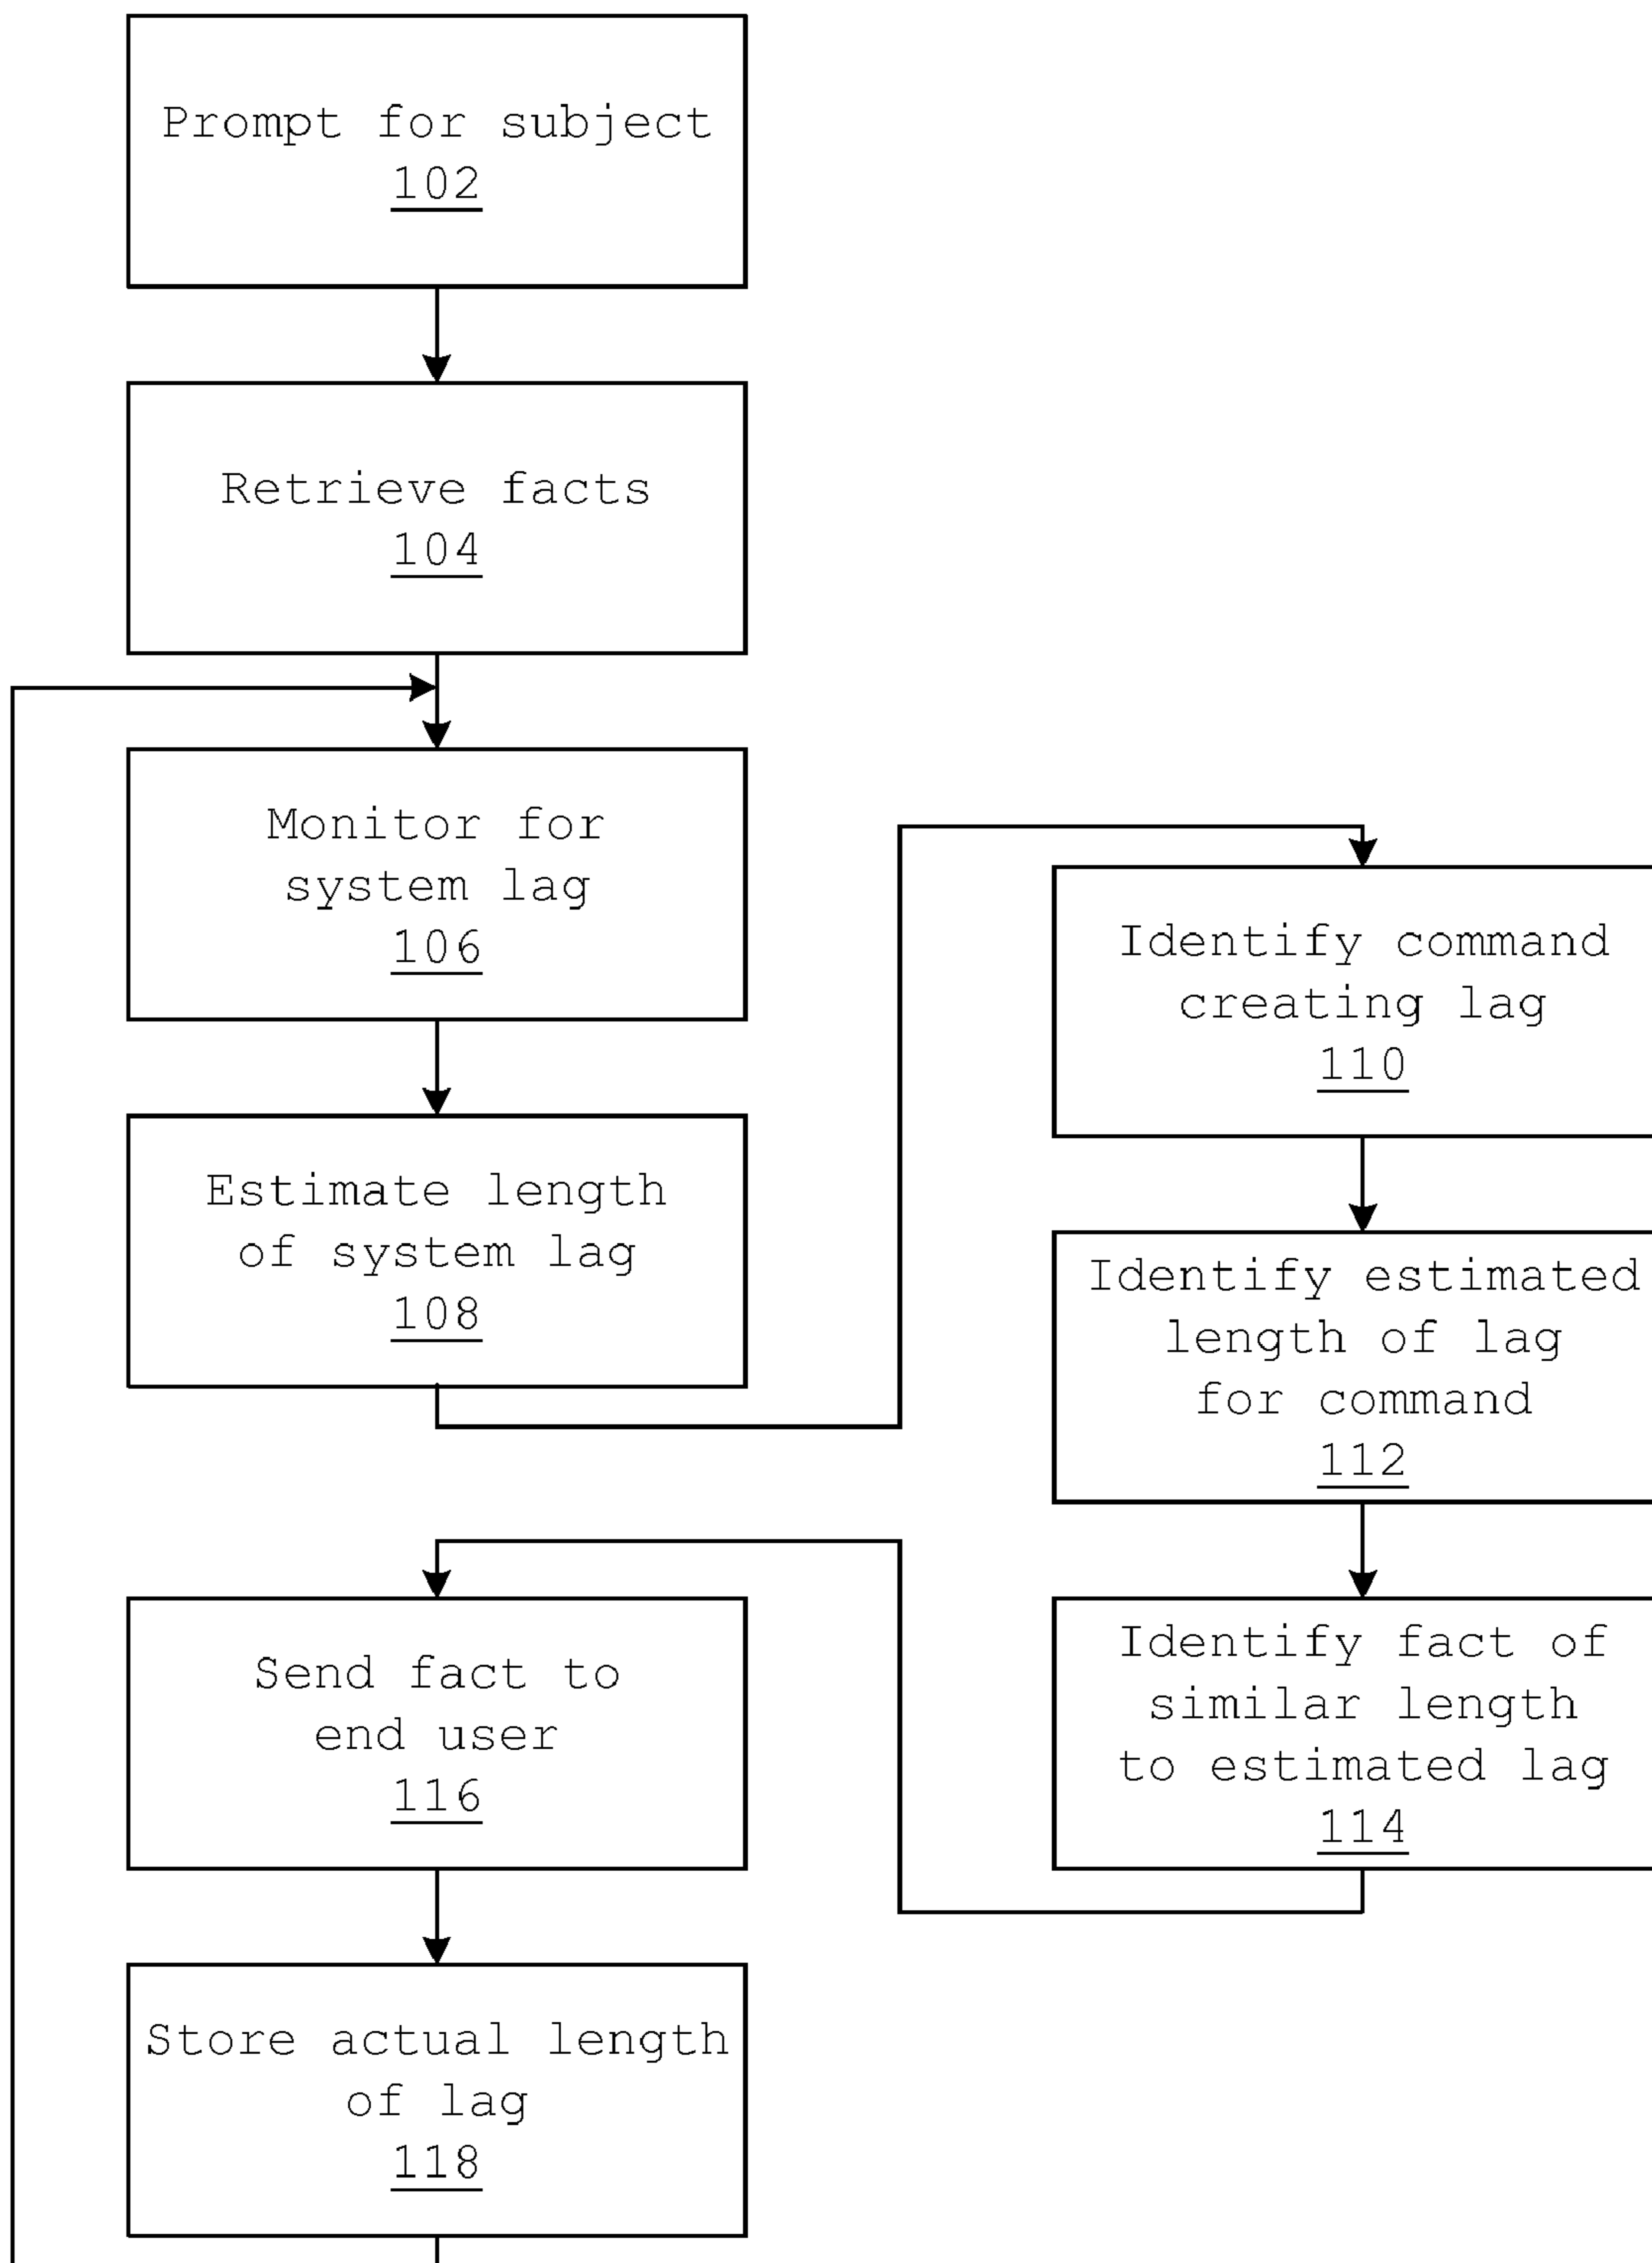 Prompt for subject
102
Retrieve facts
104
Monitor for
system lag
106
Estimate length
of system lag
108
Identify command
creating lag
110
Identify estimated
length of lag
for command
112
Identify fact of
similar length
to estimated lag
114
Send fact to
end user
116
Store actual length
of lag
118